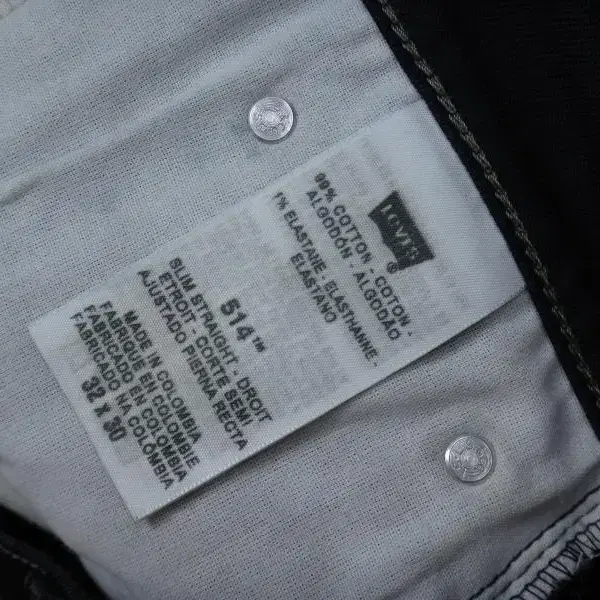 LEVI'S
®
99% COTTON - COTON -
ALGODÓN - ALGODÃO
1% ELASTANE - ELASTHANNE -
ELASTANO
514™
SLIM STRAIGHT - DROIT
ETROIT - CORTE SEMI
AJUSTADO PIERNA RECTA
MADE IN COLOMBIA
FABRIQUE EN COLOMBIE
FABRICADO EN COLOMBIA
FABRICADO NA COLÔMBIA
32 x 30